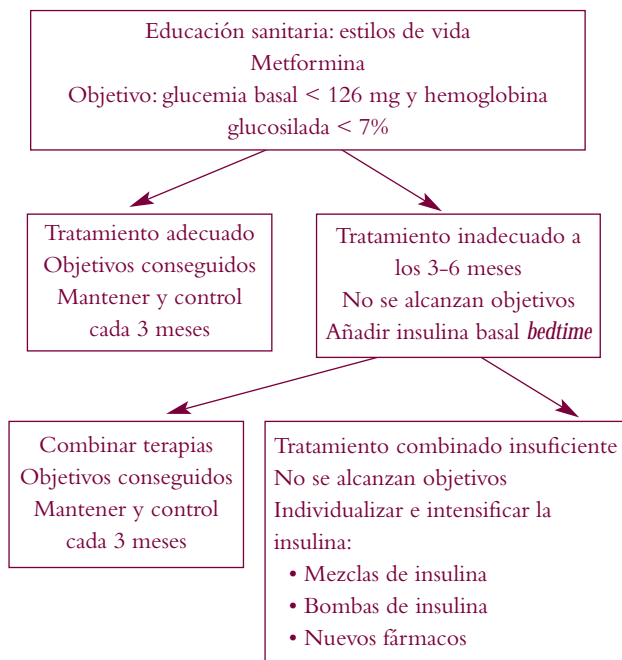 Educación sanitaria: estilos de vida
Metformina
Objetivo: glucemia basal < 126 mg y hemoglobina
glucosilada < 7%
Tratamiento adecuado
Objetivos conseguidos
Mantener y control
cada 3 meses
Tratamiento inadecuado a
los 3-6 meses
No se alcanzan objetivos
Añadir insulina basal bedtime
Combinar terapias
Objetivos conseguidos
Mantener y control
cada 3 meses
Tratamiento combinado insuficiente
No se alcanzan objetivos
Individualizar e intensificar la
insulina:
• Mezclas de insulina
• Bombas de insulina
• Nuevos fármacos